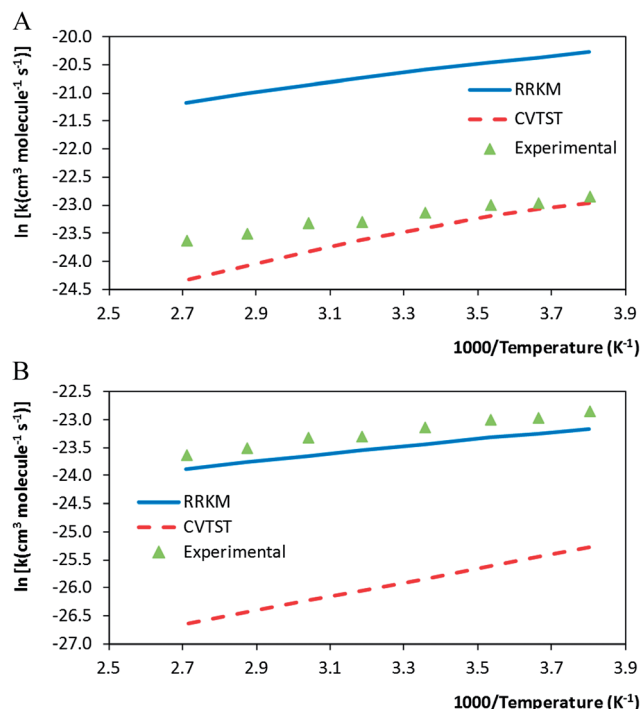 A
ln [k(cm³ molecule⁻¹ s⁻¹)]
-20.0
-20.5
-21.0
-21.5
-22.0
-22.5
-23.0
-23.5
-24.0
-24.5
RRKM
CVTST
Experimental
2.5 2.7 2.9 3.1 3.3 3.5 3.7 3.9
1000/Temperature (K⁻¹)
B
ln [k(cm³ molecule⁻¹ s⁻¹)]
-22.5
-23.0
-23.5
-24.0
-24.5
-25.0
-25.5
-26.0
-26.5
-27.0
RRKM
CVTST
Experimental
2.5 2.7 2.9 3.1 3.3 3.5 3.7 3.9
1000/Temperature (K⁻¹)